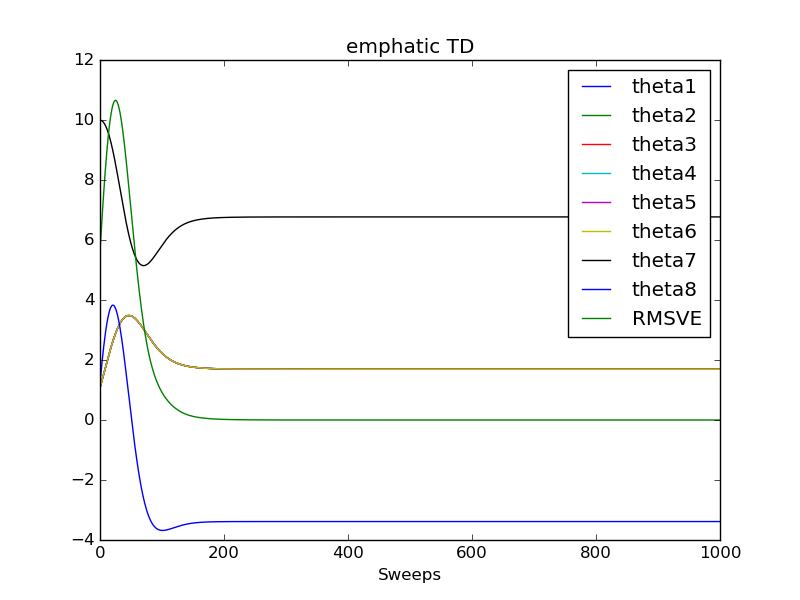 emphatic TD
12
10
8
6
4
2
0
−2
−4
theta1
theta2
theta3
theta4
theta5
theta6
theta7
theta8
RMSVE
0 200 400 600 800 1000
Sweeps